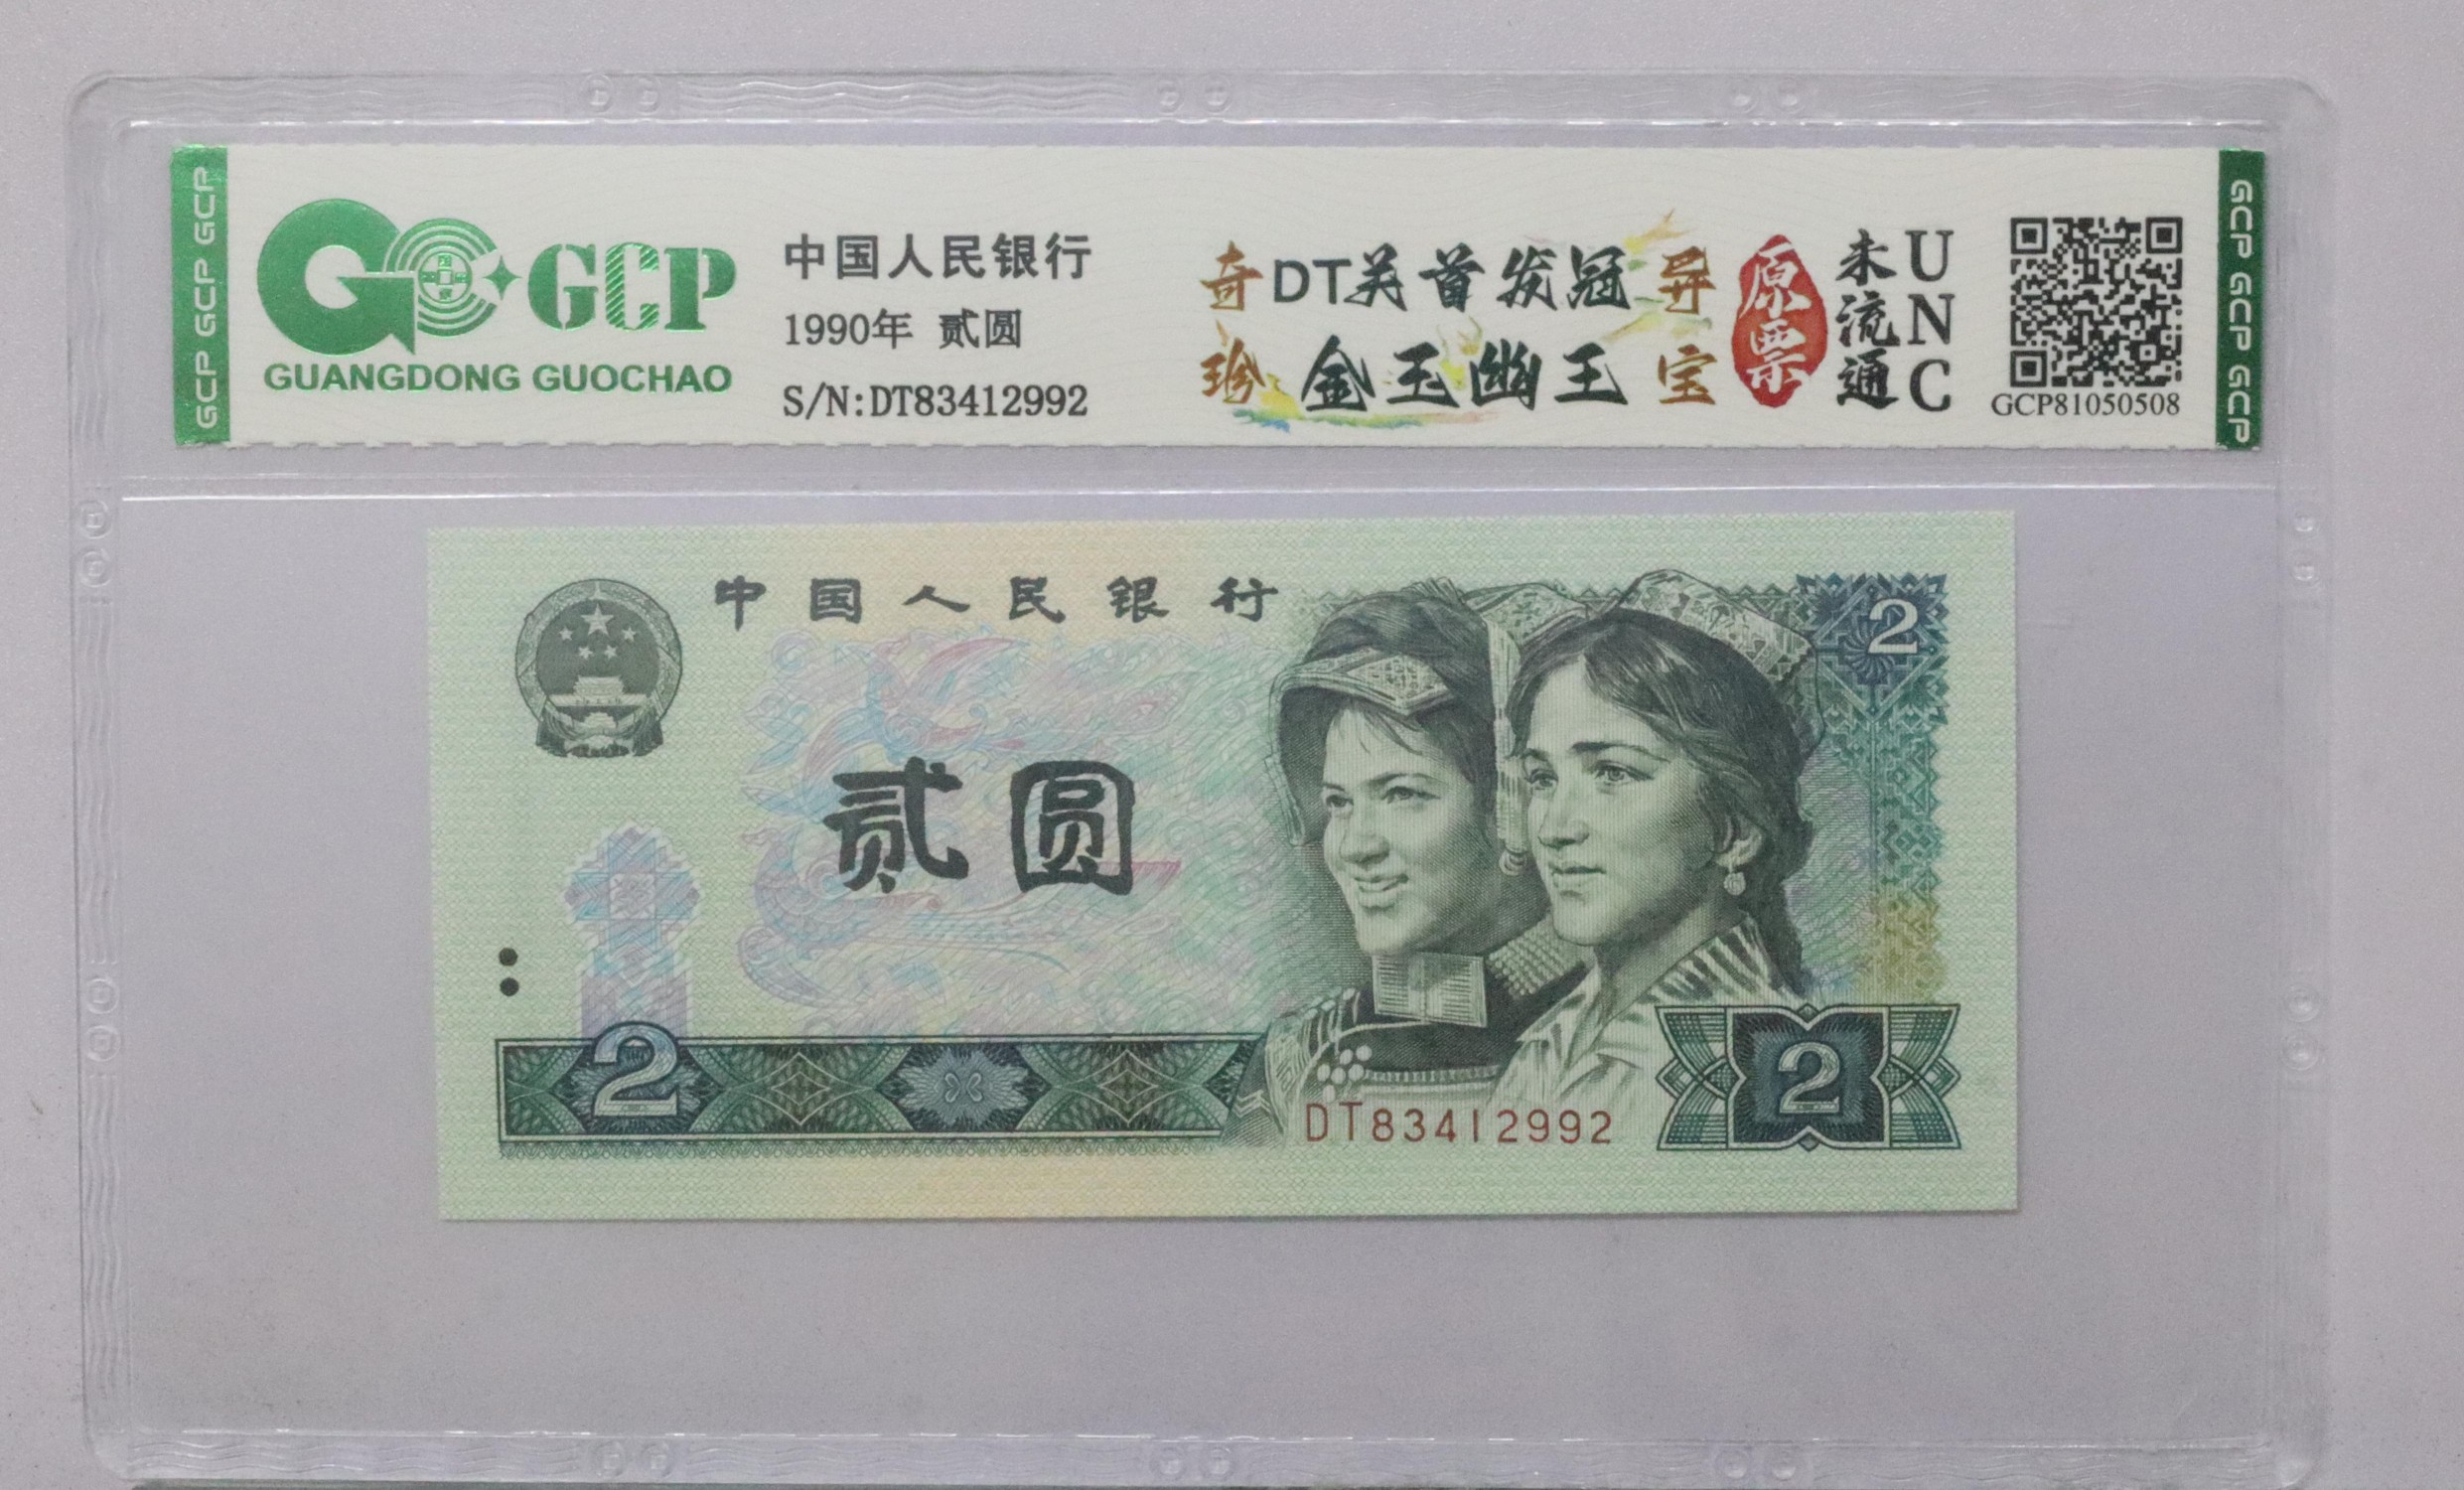 GCP GCP GCP
GCP
GUANGDONG GUOCHAO
中国人民银行
1990年 贰圆
S/N:DT83412992
奇DT关首发冠异
珍金玉幽王宝
原票
未流通
UNC
GCP81050508
GCP GCP GCP
中国人民银行
2
贰圆
2
DT83412992
2